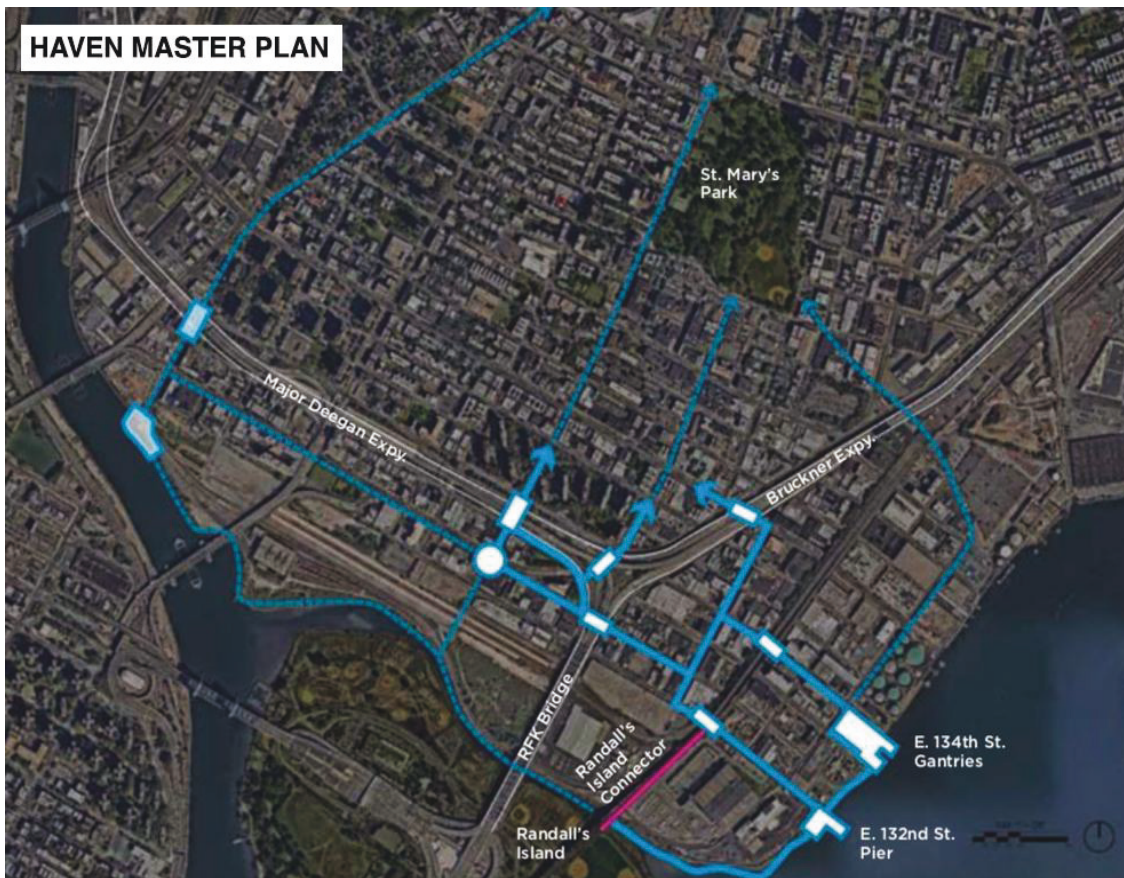 HAVEN MASTER PLAN
St. Mary's
Park
Major Deegan Expy.
Bruckner Expy.
RFK Bridge
Randall's
Island
Connector
Randall's
Island
E. 134th St.
Gantries
E. 132nd St.
Pier